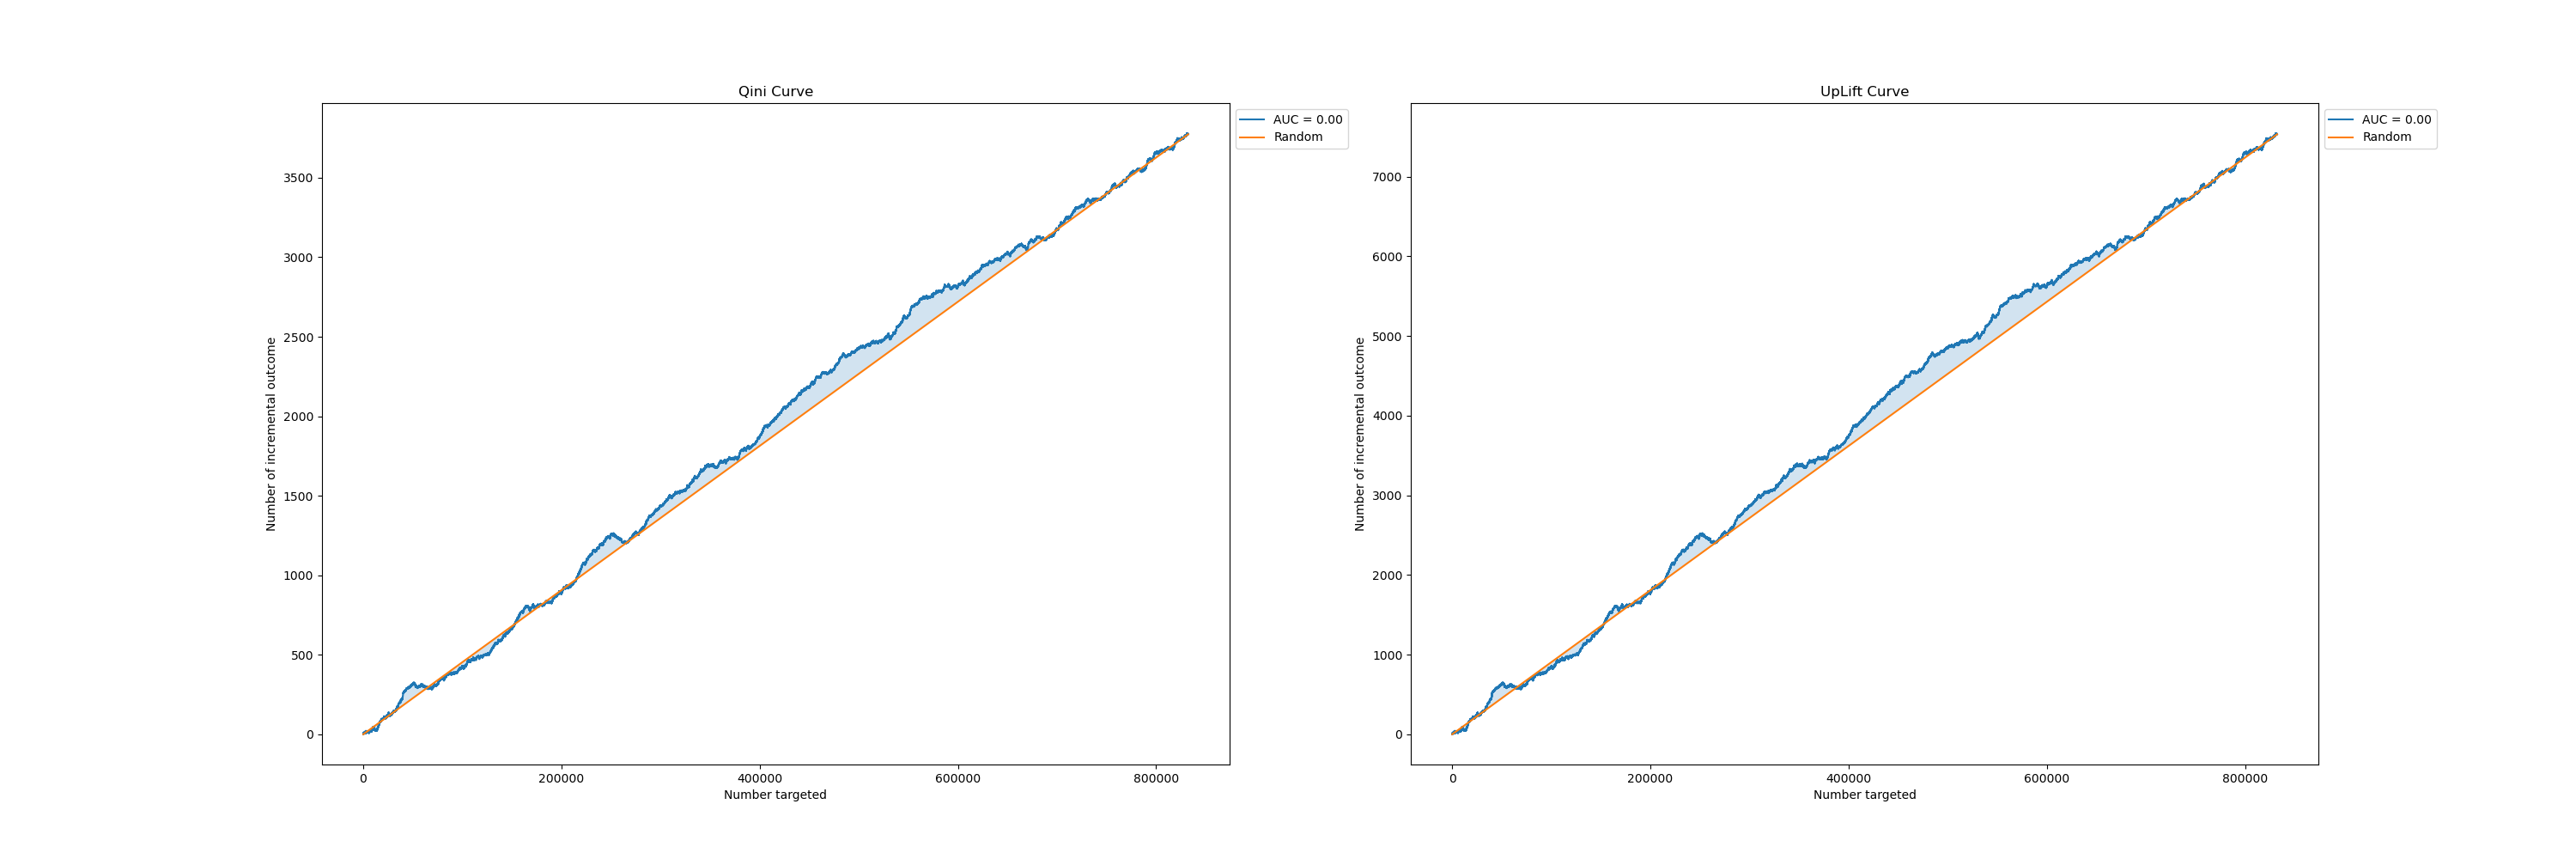 Qini Curve
Number of incremental outcome
3500
3000
2500
2000
1500
1000
500
0
0 200000 400000 600000 800000
Number targeted
AUC = 0.00
Random
UpLift Curve
Number of incremental outcome
7000
6000
5000
4000
3000
2000
1000
0
0 200000 400000 600000 800000
Number targeted
AUC = 0.00
Random